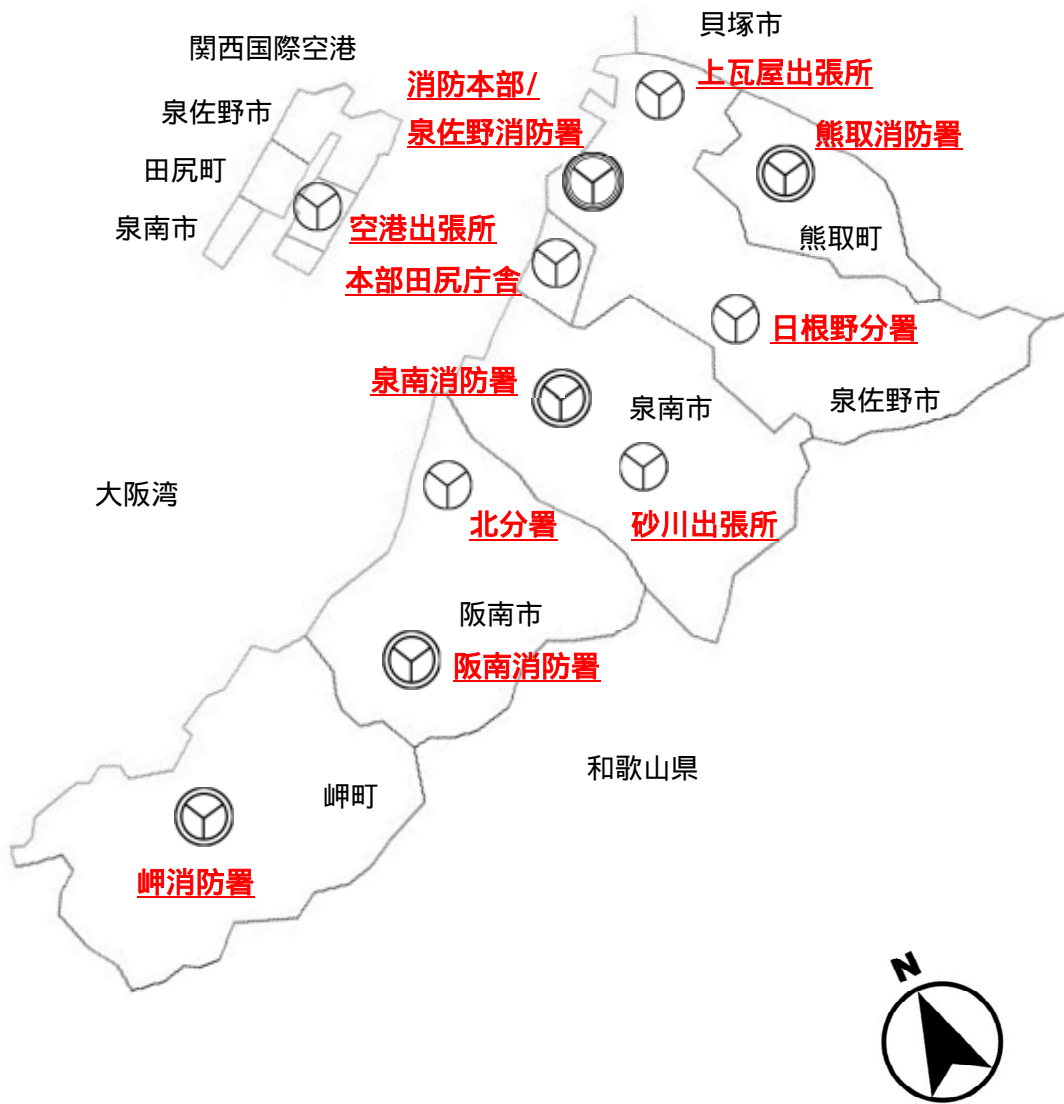 貝塚市
関西国際空港
上瓦屋出張所
消防本部/
泉佐野消防署
泉佐野市
熊取消防署
田尻町
泉南市
空港出張所
熊取町
本部田尻庁舎
日根野分署
泉南消防署
泉南市
泉佐野市
大阪湾
北分署
砂川出張所
阪南市
阪南消防署
和歌山県
岬町
岬消防署
N